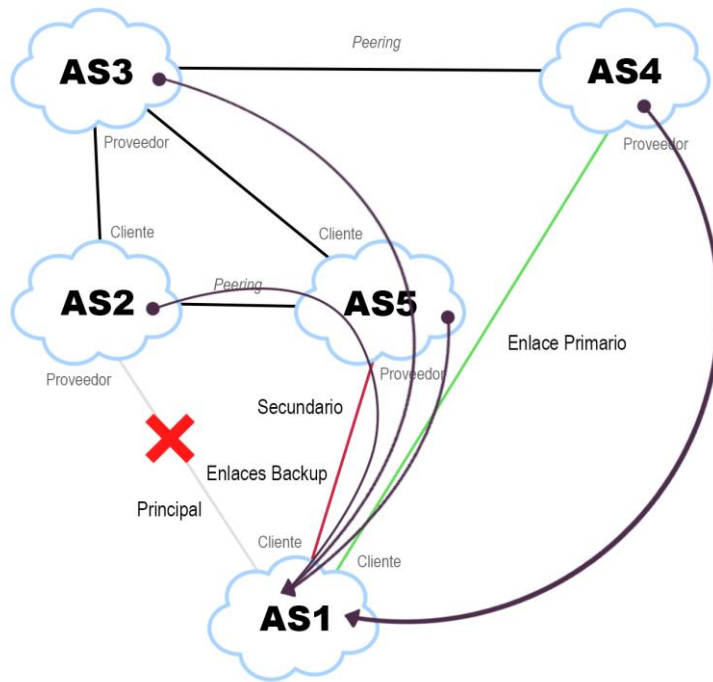 Peering
AS3
AS4
Proveedor
Proveedor
Cliente
Cliente
AS2
Peering
AS5
Enlace Primario
Proveedor
Proveedor
Secundario
Enlaces Backup
Principal
Cliente
Cliente
AS1